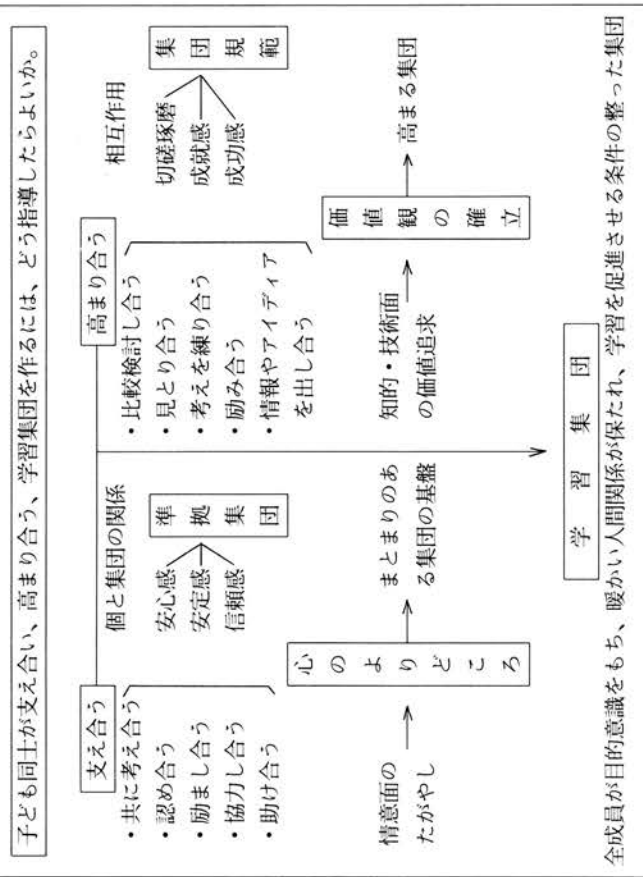 子ども同士が支え合い、高まり合う、学習集団を作るには、どう指導したらよいか。
支え合う
・共に考え合う
・認め合う
・励まし合う
・協力し合う
・助け合う
個と集団の関係
安心感
安定感
信頼感
準拠集団
情意面の
たがやし
心のよりどころ
まとまりのあ
る集団の基盤
高まり合う
・比較検討し合う
・見とり合う
・考えを練り合う
・励み合う
・情報やアイディア
を出し合う
相互作用
切磋琢磨
成就感
成功感
集団規範
知的・技術面
の価値追求
価値観の確立
高まる集団
学習集団
全成員が目的意識をもち、暖かい人間関係が保たれ、学習を促進させる条件の整った集団